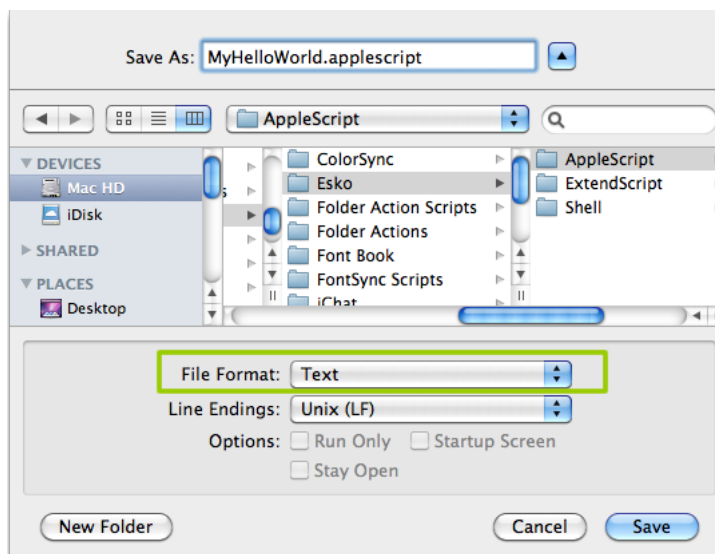 Save As: MyHelloWorld.applescript
AppleScript
DEVICES
Mac HD
iDisk
SHARED
PLACES
Desktop
ColorSync
Esko
Folder Action Scripts
Folder Actions
Font Book
FontSync Scripts
iChat
AppleScript
ExtendScript
Shell
File Format: Text
Line Endings: Unix (LF)
Options: Run Only Startup Screen
Stay Open
New Folder Cancel Save